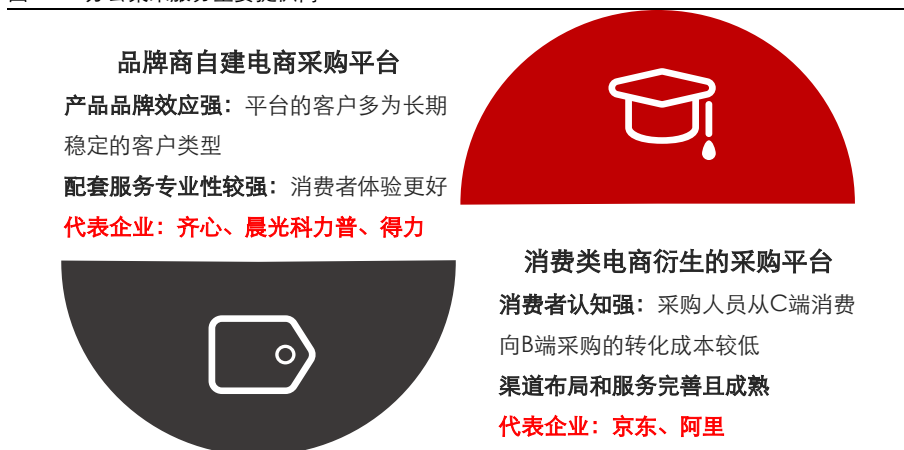 品牌商自建电商采购平台
产品品牌效应强：平台的客户多为长期
稳定的客户类型
配套服务专业性较强：消费者体验更好
代表企业：齐心、晨光科力普、得力
消费类电商衍生的采购平台
消费者认知强：采购人员从C端消费
向B端采购的转化成本较低
渠道布局和服务完善且成熟
代表企业：京东、阿里